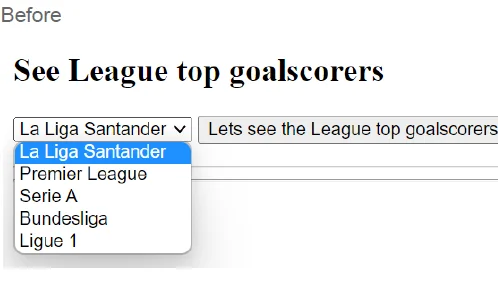 Before
See League top goalscorers
La Liga Santander Lets see the League top goalscorers
La Liga Santander
Premier League
Serie A
Bundesliga
Ligue 1